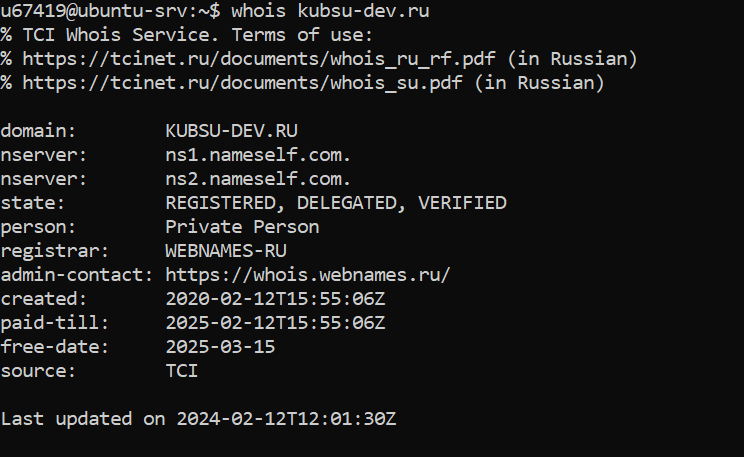 u67419@ubuntu-srv:~$ whois kubsu-dev.ru
% TCI Whois Service. Terms of use:
% https://tcinet.ru/documents/whois_ru_rf.pdf (in Russian)
% https://tcinet.ru/documents/whois_su.pdf (in Russian)

domain:        KUBSU-DEV.RU
nserver:       ns1.nameself.com.
nserver:       ns2.nameself.com.
state:         REGISTERED, DELEGATED, VERIFIED
person:        Private Person
registrar:     WEBNAMES-RU
admin-contact: https://whois.webnames.ru/
created:       2020-02-12T15:55:06Z
paid-till:     2025-02-12T15:55:06Z
free-date:     2025-03-15
source:        TCI

Last updated on 2024-02-12T12:01:30Z